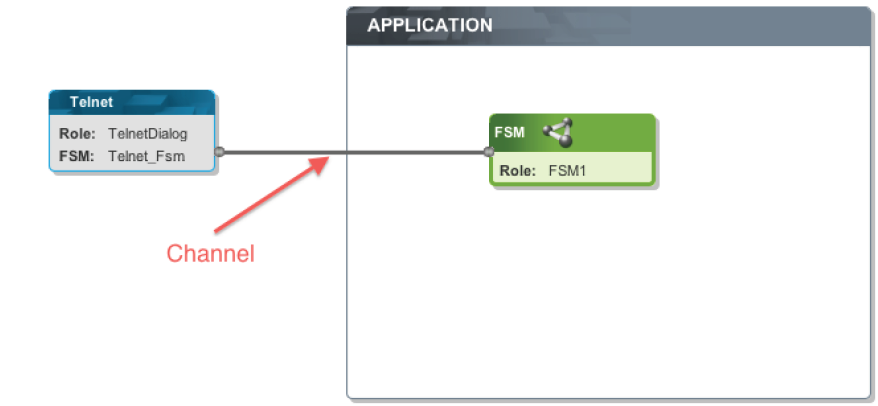 APPLICATION
Telnet
Role: TelnetDialog
FSM: Telnet_Fsm
FSM
Role: FSM1
Channel